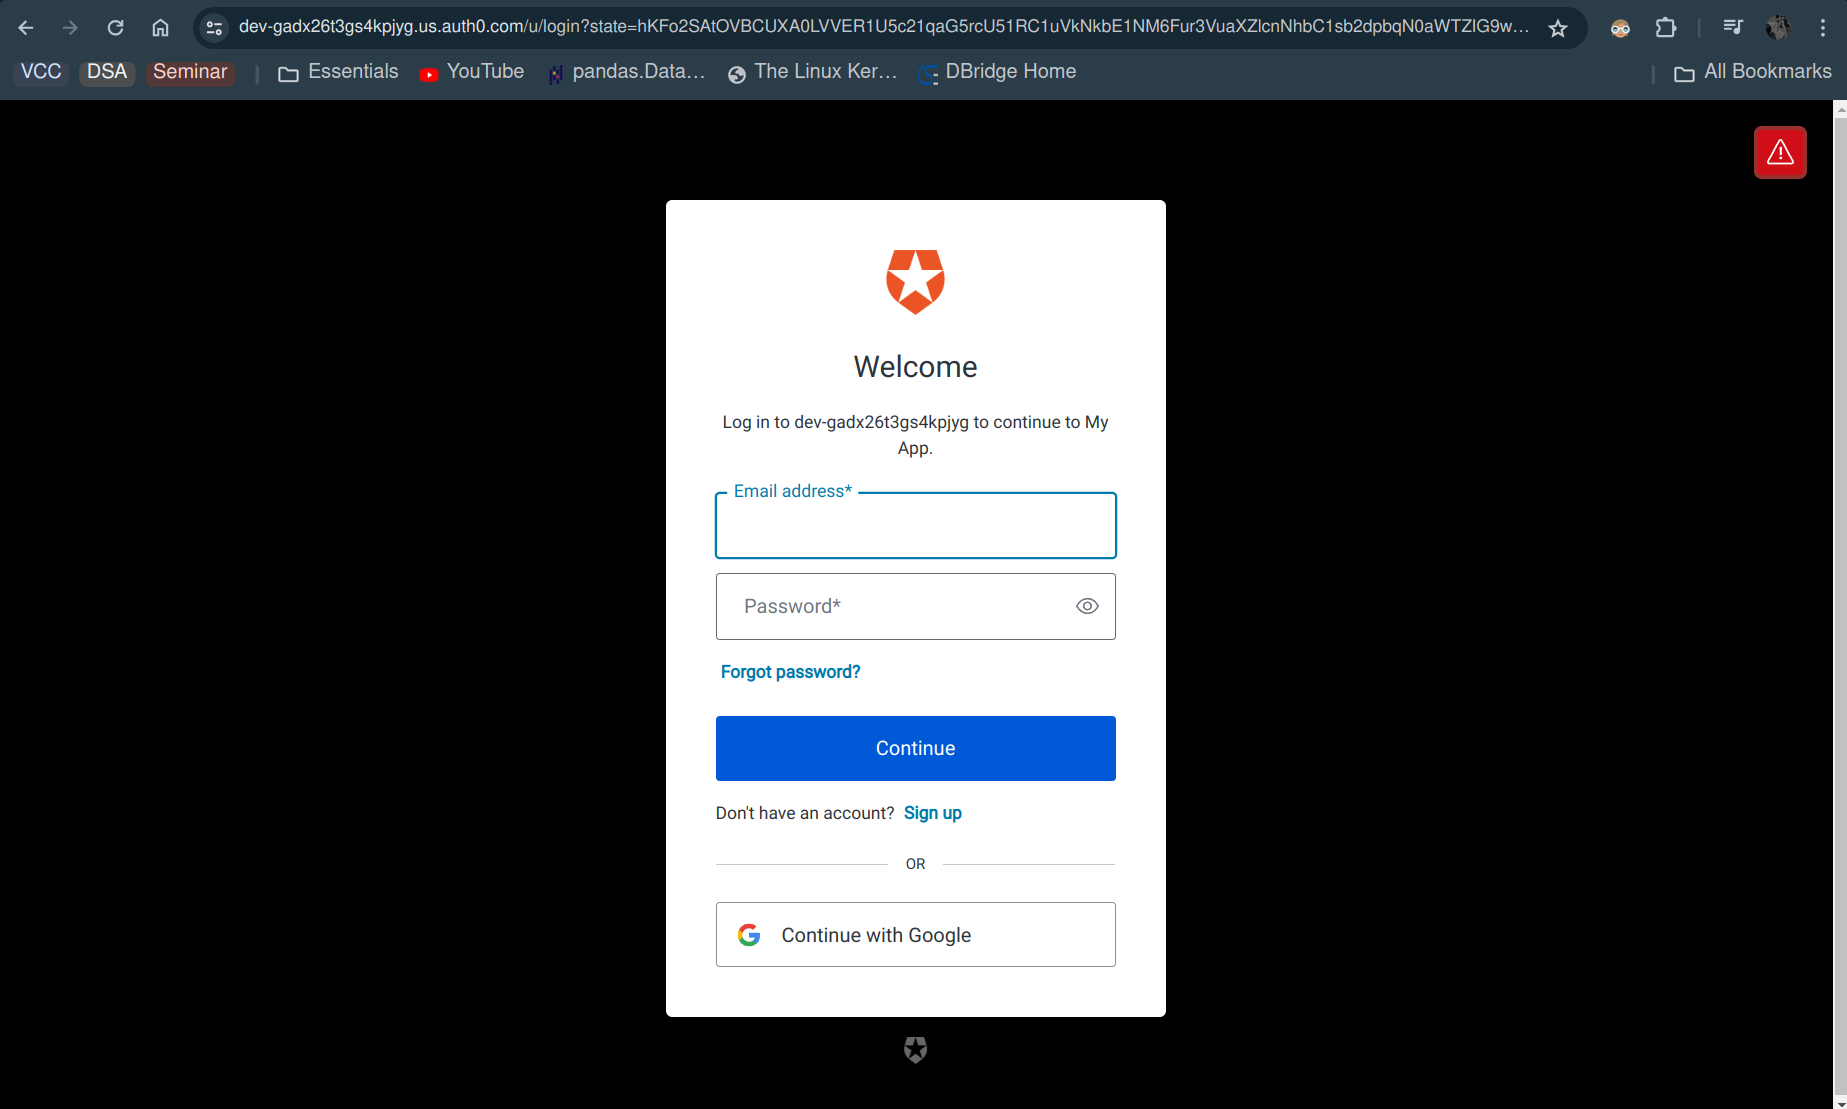 dev-gadx26t3gs4kpjyg.us.auth0.com/u/login?state=hKFo2SAtOVBCUXA0LVVER1U5c21qaG5rcU51RC1uVkNkbE1NM6Fur3VuaXZlcnNhbC1sb2dpbqN0aWTZIG9w...
VCC DSA Seminar Essentials YouTube pandas.Data... The Linux Ker... DBridge Home All Bookmarks
Welcome
Log in to dev-gadx26t3gs4kpjyg to continue to My
App.
Email address*
Password*
Forgot password?
Continue
Don't have an account? Sign up
OR
Continue with Google